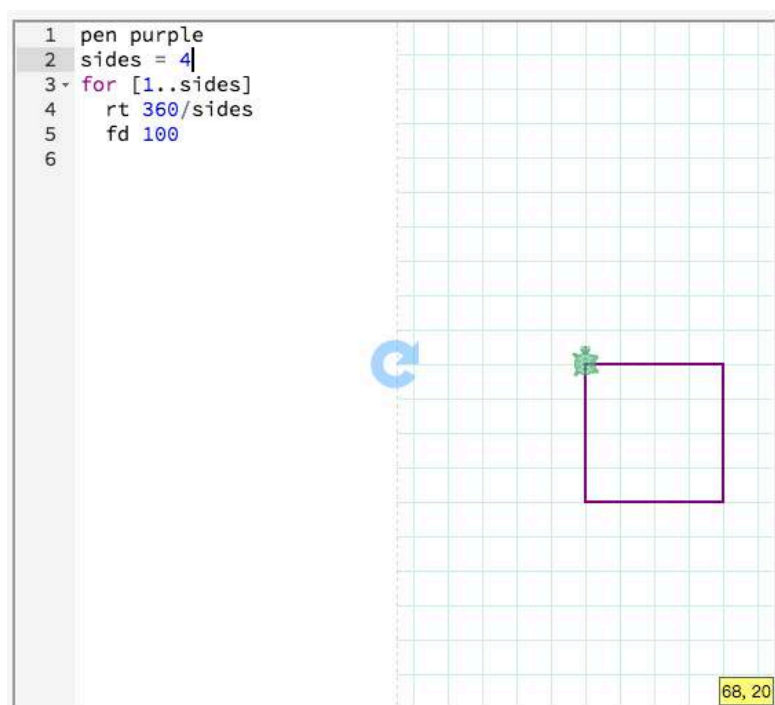 1 pen purple
2 sides = 4
3 for [1..sides]
4 rt 360/sides
5 fd 100
6
68, 20